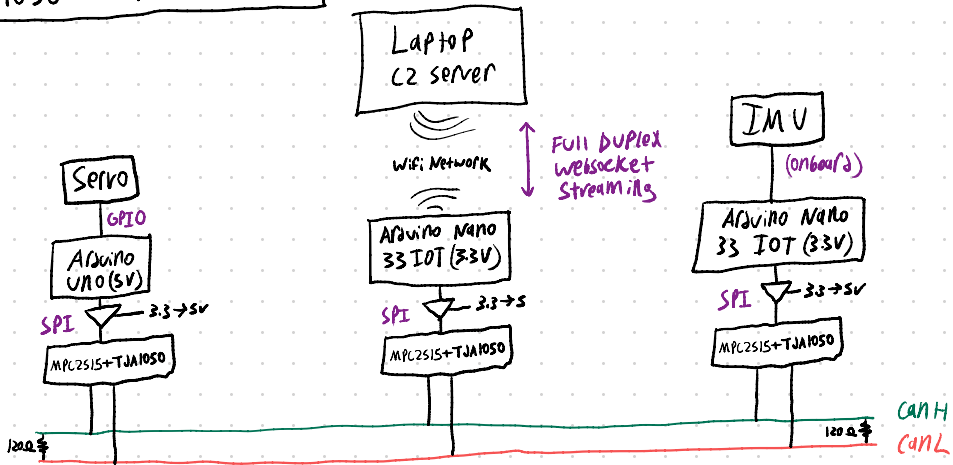 Laptop
C2 server
WiFi Network
Full Duplex
Websocket
Streaming
IMU
(onboard)
Servo
GPIO
Arduino
UNO(5V)
SPI
3.3→5V
MPC2515+TJA1050
Arduino Nano
33 IOT(3.3V)
SPI
3.3→5
MPC2515+TJA1050
Arduino Nano
33 IOT(3.3V)
SPI
3.3→5V
MPC2515+TJA1050
120Ω
120Ω
CanH
CanL